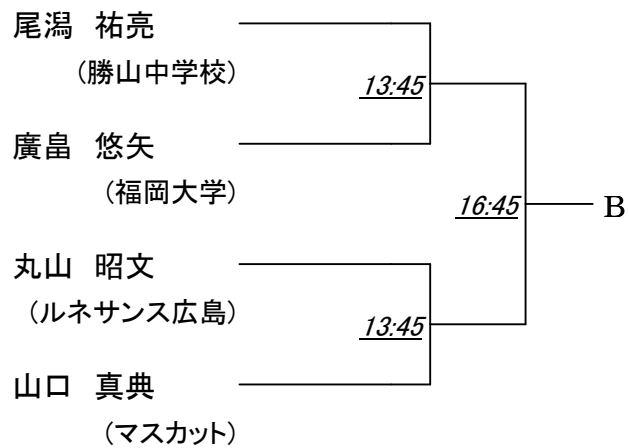 尾潟 祐亮
(勝山中学校)
13:45
廣畠 悠矢
(福岡大学)
16:45
B
丸山 昭文
(ルネサンス広島)
13:45
山口 真典
(マスカット)